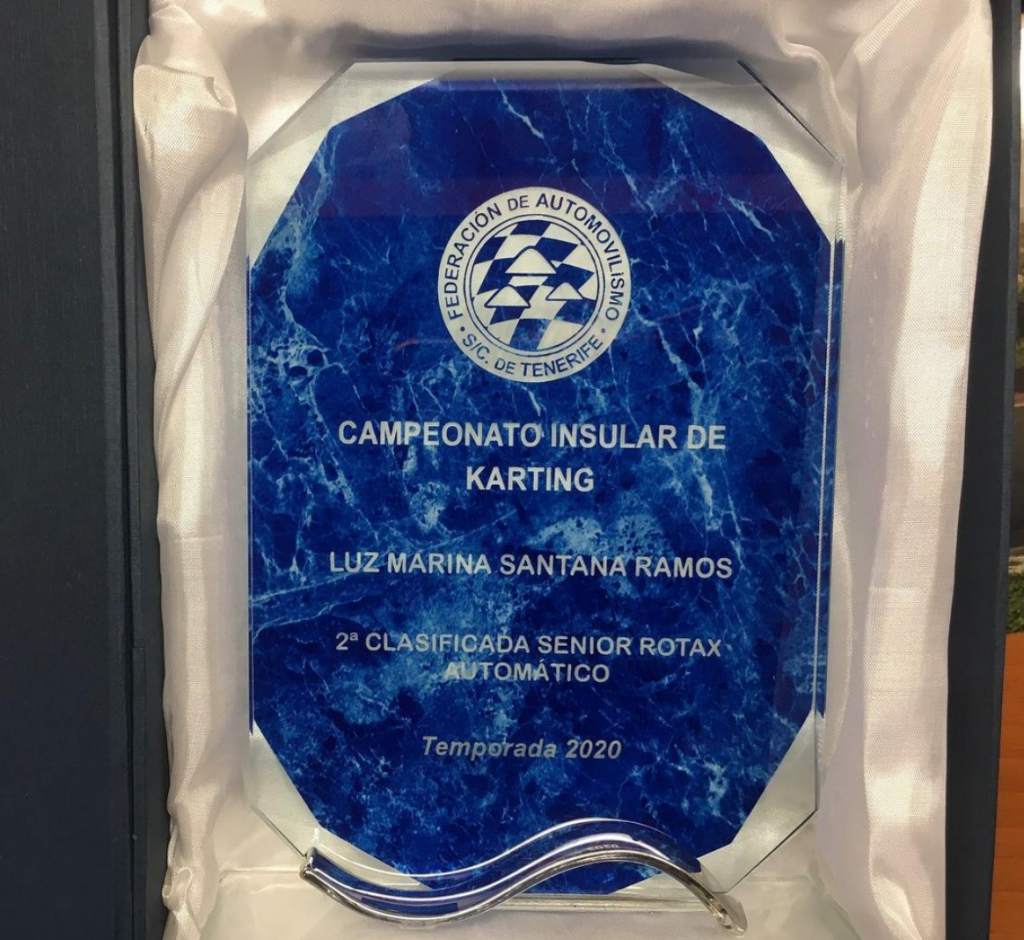 FEDERACIÓN DE AUTOMOVILISMO
S/C. DE TENERIFE
CAMPEONATO INSULAR DE
KARTING
LUZ MARINA SANTANA RAMOS
2ª CLASIFICADA SENIOR ROTAX
AUTOMÁTICO
Temporada 2020